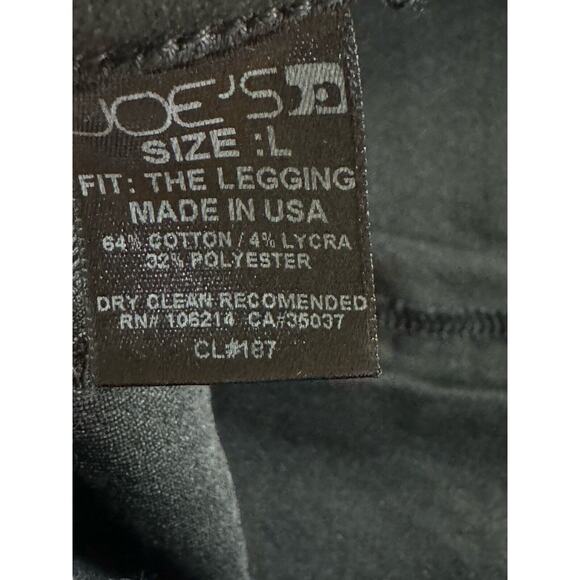 JOE'S
SIZE :L
FIT: THE LEGGING
MADE IN USA
64% COTTON / 4% LYCRA
32% POLYESTER
DRY CLEAN RECOMENDED
RN# 106214 CA#35037
CL#187